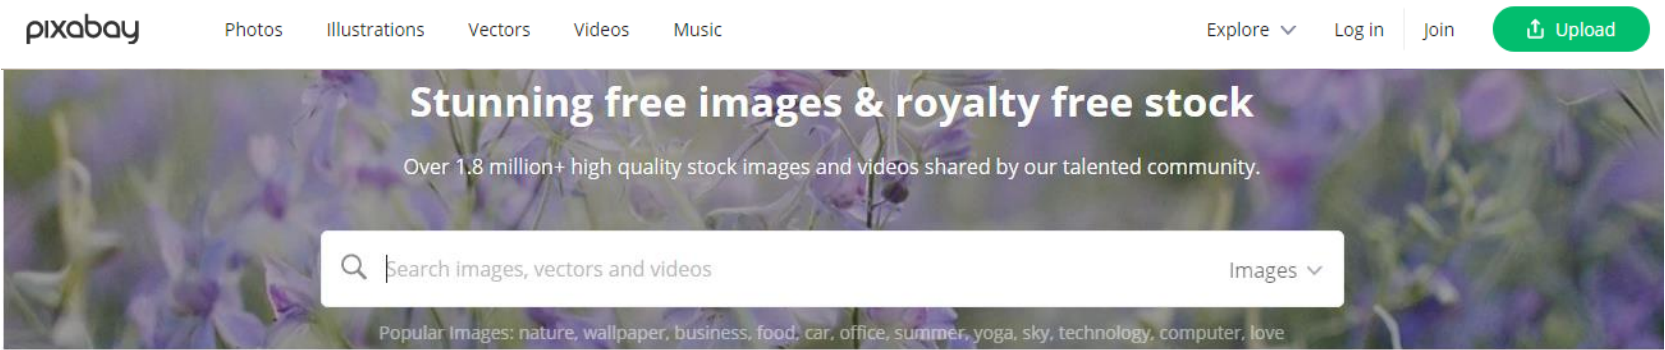 pixabay Photos Illustrations Vectors Videos Music Explore Log in Join Upload
Stunning free images & royalty free stock
Over 1.8 million+ high quality stock images and videos shared by our talented community.
Search images, vectors and videos Images
Popular Images: nature, wallpaper, business, food, car, office, summer, yoga, sky, technology, computer, love